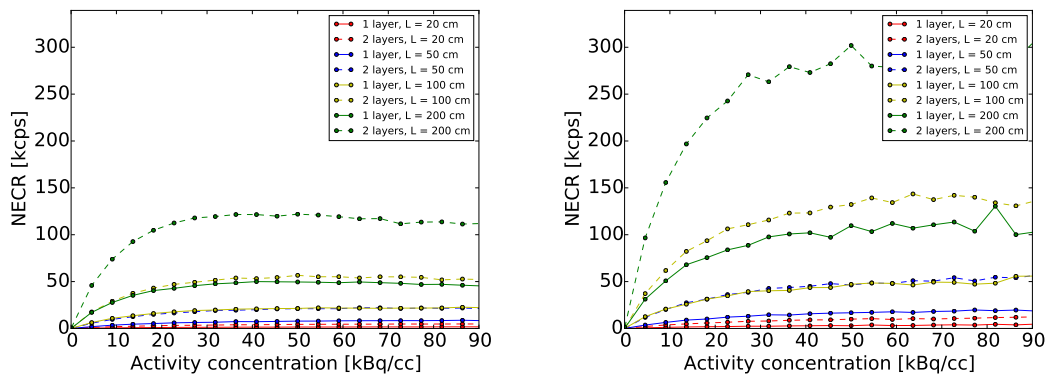 NECR [kcps]
300
250
200
150
100
50
0
0 10 20 30 40 50 60 70 80 90
Activity concentration [kBq/cc]
1 layer, L = 20 cm
2 layers, L = 20 cm
1 layer, L = 50 cm
2 layers, L = 50 cm
1 layer, L = 100 cm
2 layers, L = 100 cm
1 layer, L = 200 cm
2 layers, L = 200 cm
NECR [kcps]
300
250
200
150
100
50
0
0 10 20 30 40 50 60 70 80 90
Activity concentration [kBq/cc]
1 layer, L = 20 cm
2 layers, L = 20 cm
1 layer, L = 50 cm
2 layers, L = 50 cm
1 layer, L = 100 cm
2 layers, L = 100 cm
1 layer, L = 200 cm
2 layers, L = 200 cm